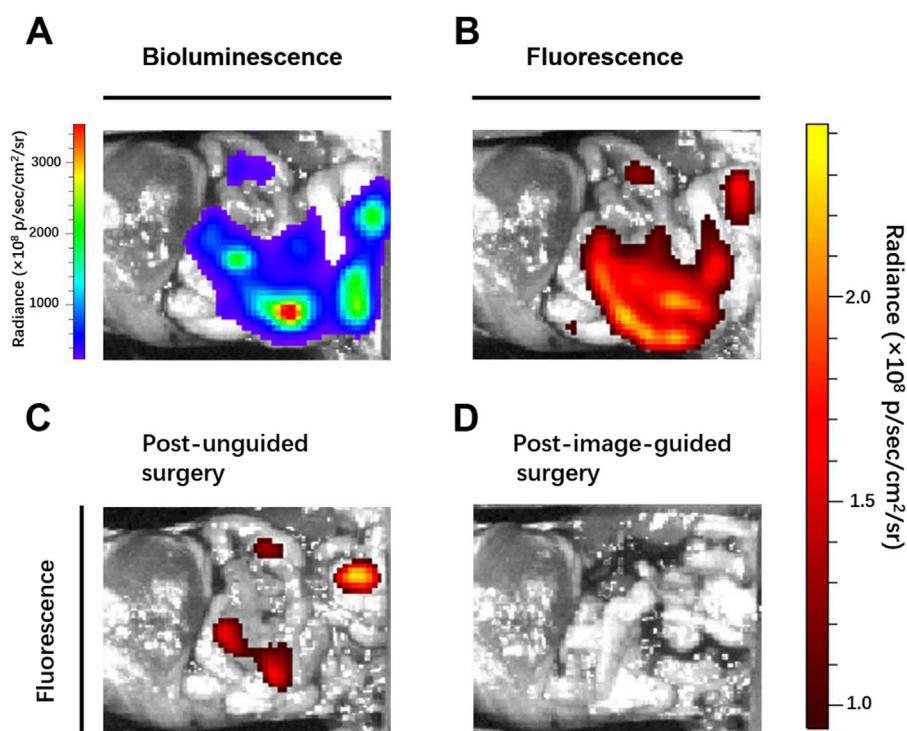 A
Bioluminescence
B
Fluorescence
Radiance (×10⁸ p/sec/cm²/sr)
3000
2000
1000
Radiance (×10⁸ p/sec/cm²/sr)
2.0
1.5
1.0
C
Post-unguided
surgery
D
Post-image-guided
surgery
Fluorescence